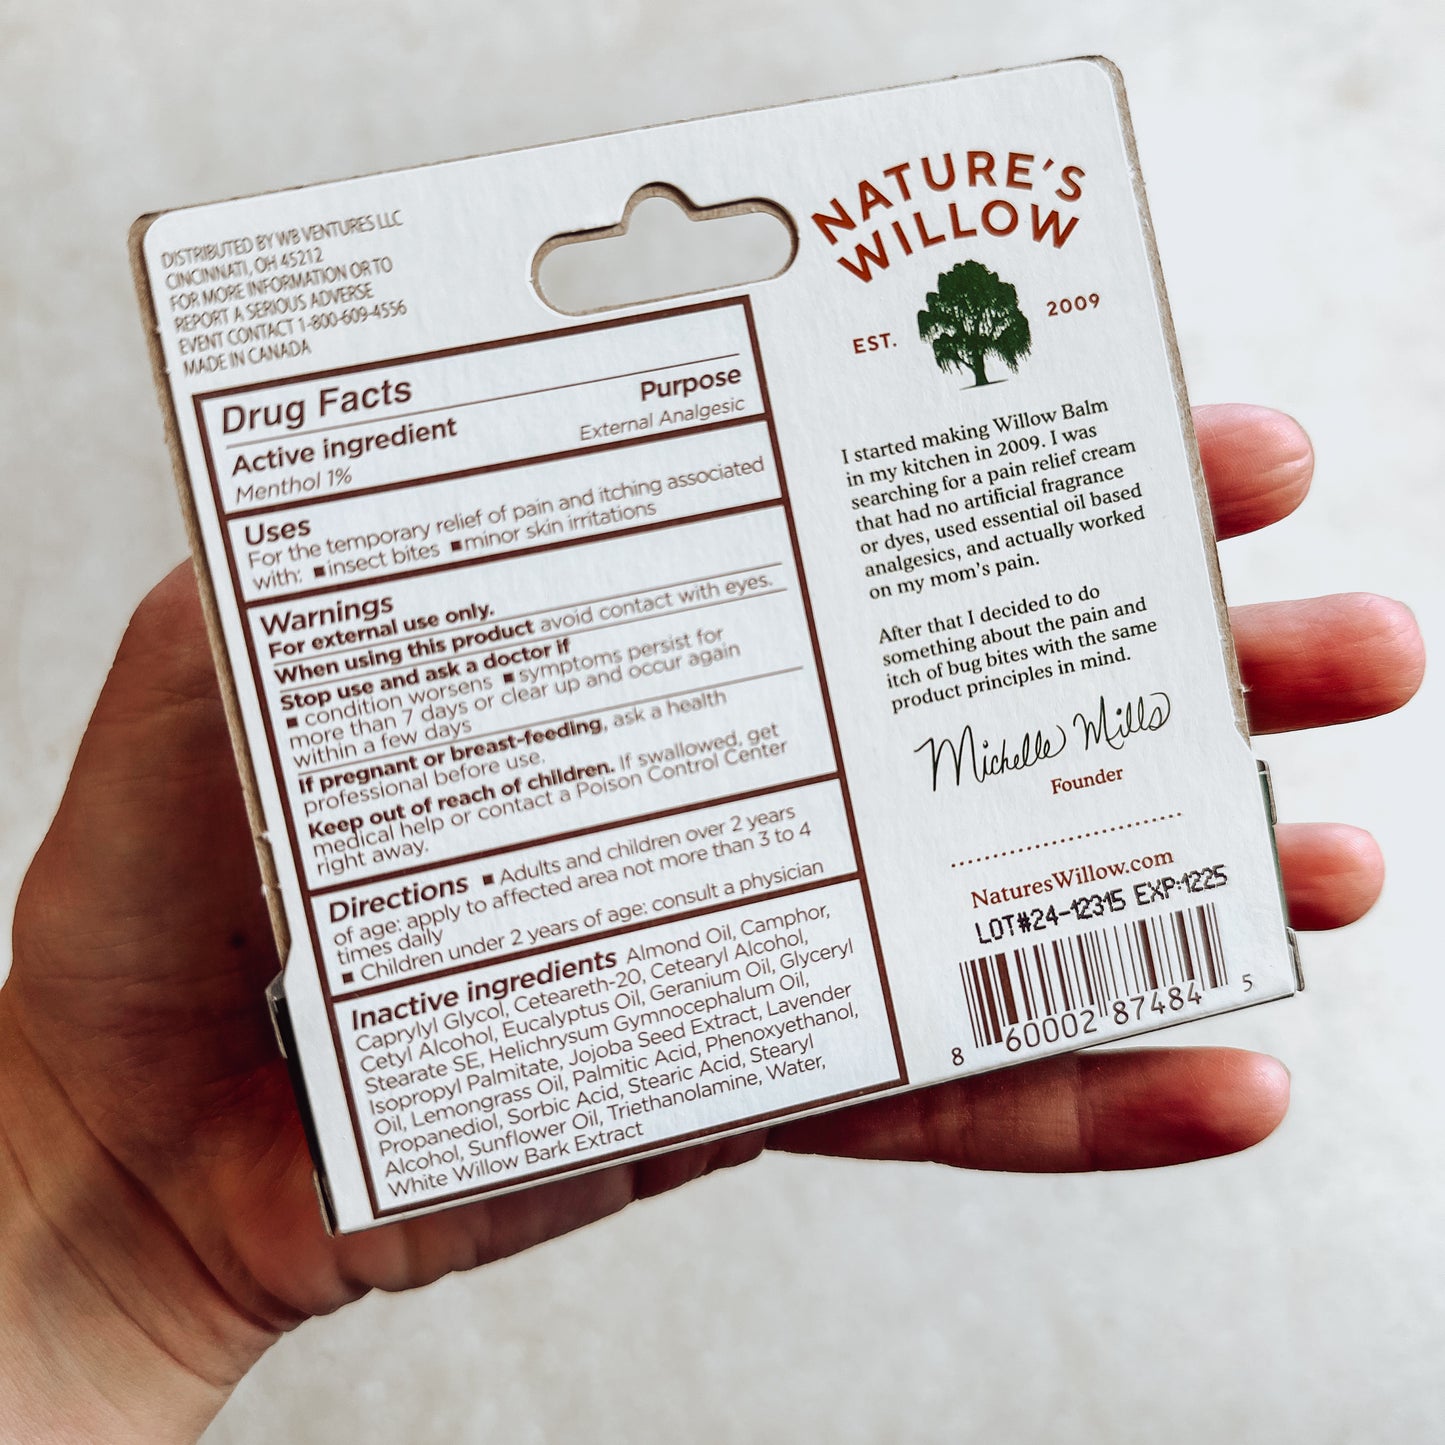 DISTRIBUTED BY WB VENTURES LLC
CINCINNATI, OH 45212
FOR MORE INFORMATION OR TO
REPORT A SERIOUS ADVERSE
EVENT CONTACT 1-800-609-4556
MADE IN CANADA
Drug Facts
Active ingredient Purpose
Menthol 1% External Analgesic
Uses
For the temporary relief of pain and itching associated
with: ■insect bites ■minor skin irritations
Warnings
For external use only.
When using this product avoid contact with eyes.
Stop use and ask a doctor if
■ condition worsens ■symptoms persist for
more than 7 days or clear up and occur again
within a few days
If pregnant or breast-feeding, ask a health
professional before use.
Keep out of reach of children. If swallowed, get
medical help or contact a Poison Control Center
right away.
Directions ■ Adults and children over 2 years
of age: apply to affected area not more than 3 to 4
times daily
■ Children under 2 years of age: consult a physician
Inactive ingredients Almond Oil, Camphor,
Caprylyl Glycol, Ceteareth-20, Cetearyl Alcohol,
Cetyl Alcohol, Eucalyptus Oil, Geranium Oil, Glyceryl
Stearate SE, Helichrysum Gymnocephalum Oil,
Isopropyl Palmitate, Jojoba Seed Extract, Lavender
Oil, Lemongrass Oil, Palmitic Acid, Phenoxyethanol,
Propanediol, Sorbic Acid, Stearic Acid, Stearyl
Alcohol, Sunflower Oil, Triethanolamine, Water,
White Willow Bark Extract
NATURE'S
WILLOW
EST. 2009
I started making Willow Balm
in my kitchen in 2009. I was
searching for a pain relief cream
that had no artificial fragrance
or dyes, used essential oil based
analgesics, and actually worked
on my mom's pain.
After that I decided to do
something about the pain and
itch of bug bites with the same
product principles in mind.
Michelle Mills
Founder
NaturesWillow.com
LOT#24-12315 EXP:1225
8 60002 87484 5